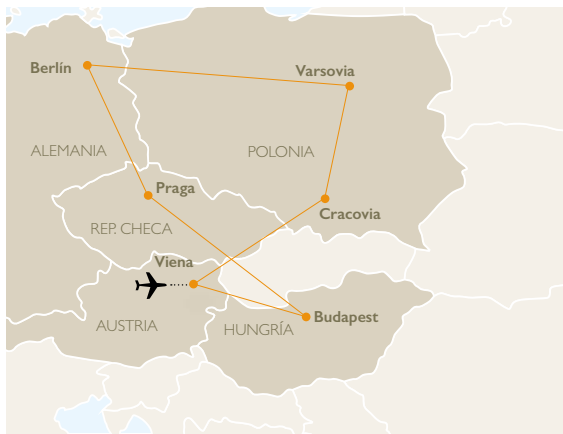 Berlín
Varsovia
ALEMANIA
POLONIA
Praga
Cracovia
REP. CHECA
Viena
Budapest
AUSTRIA
HUNGRÍA